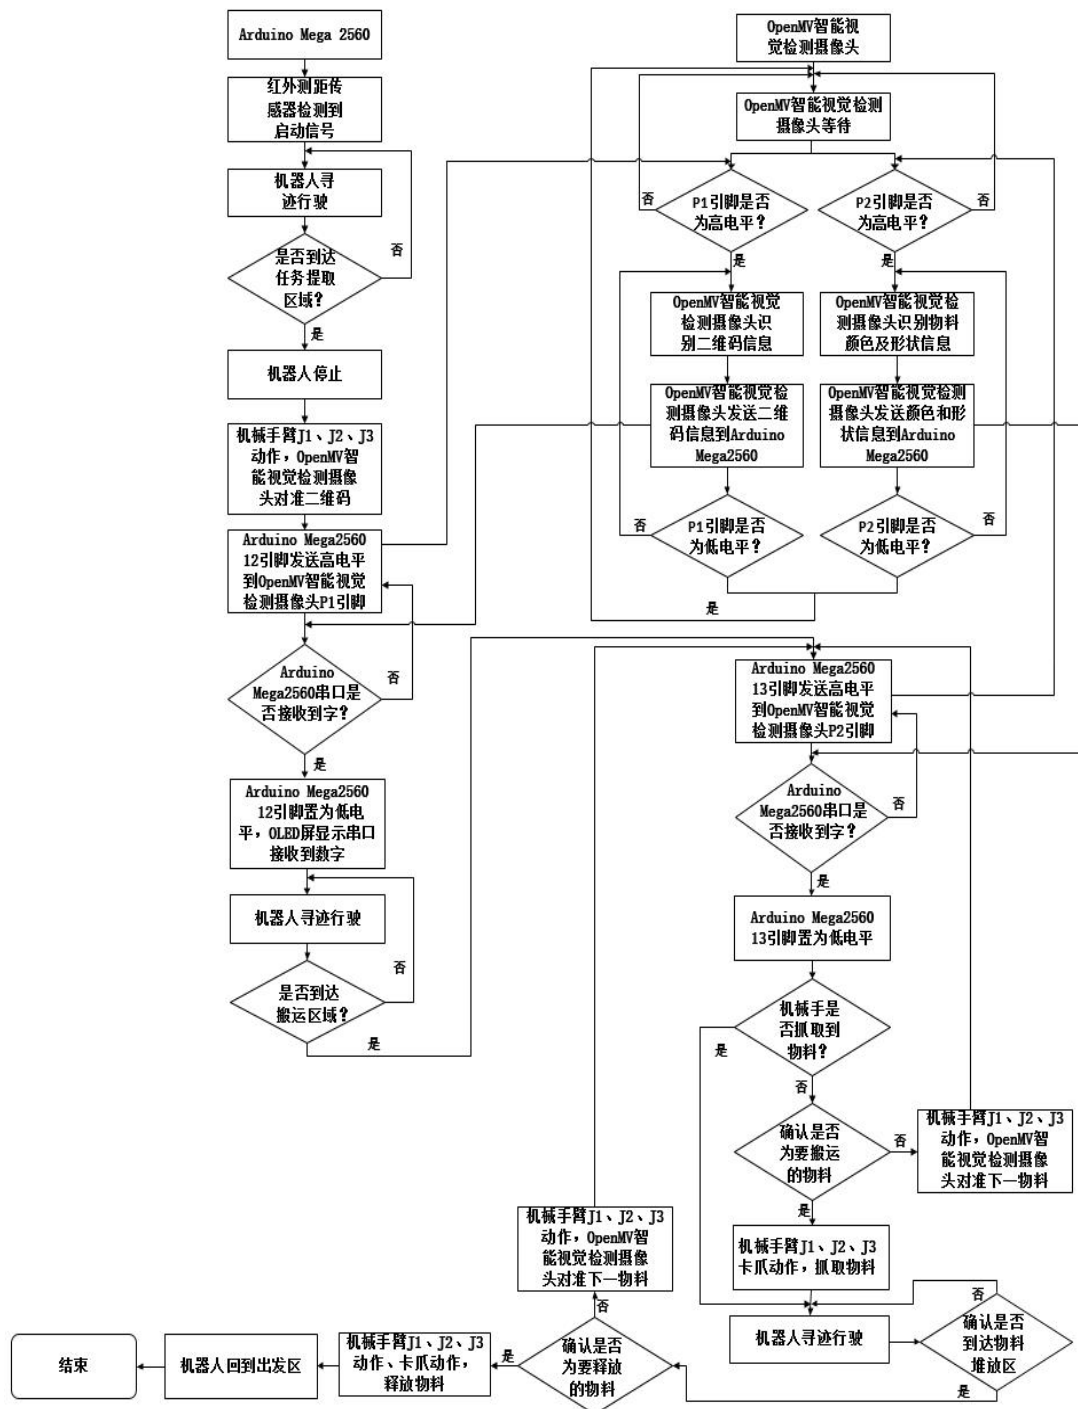 Arduino Mega 2560
红外测距传
感器检测到
启动信号
机器人寻
迹行驶
否
是否到达
任务提取
区域？
是
机器人停止
机械手臂J1、J2、J3
动作，OpenMV智
能视觉检测摄像
头对准二维码
Arduino Mega2560
12引脚发送高电平
到OpenMV智能视觉
检测摄像头P1引脚
Arduino
Mega2560串口是
否接收到字？
否
是
Arduino Mega2560
12引脚置为低电
平，OLED屏显示串口
接收到数字
机器人寻迹行驶
否
是否到达
搬运区域？
是
OpenMV智能视
觉检测摄像头
OpenMV智能视觉检测
摄像头等待
否
P1引脚是否
为高电平？
是
P2引脚是否
为高电平？
否
是
OpenMV智能视觉
检测摄像头识
别二维码信息
OpenMV智能视觉检
测摄像头识别物料
颜色及形状信息
OpenMV智能视觉检
测摄像头发送二维
码信息到Arduino
Mega2560
OpenMV智能视觉检测
摄像头发送颜色和形
状信息到Arduino
Mega2560
否
P1引脚是否
为低电平？
P2引脚是否
为低电平？
否
是
Arduino Mega2560
13引脚发送高电平
到OpenMV智能视觉
检测摄像头P2引脚
Arduino
Mega2560串口是
否接收到字？
否
是
Arduino Mega2560
13引脚置为低电平
机械手是
否抓取到
物料？
是
否
确认是否
为要搬运
的物料
否
机械手臂J1、J2、J3
动作，OpenMV智
能视觉检测摄像
头对准下一物料
是
机械手臂J1、J2、J3
卡爪动作，抓取物料
机器人寻迹行驶
否
确认是否
到达物料
堆放区
是
机械手臂J1、J2、J3
动作，OpenMV智
能视觉检测摄像
头对准下一物料
否
确认是否
为要释放
的物料
是
机械手臂J1、J2、J3
动作、卡爪动作，
释放物料
机器人回到出发区
结束